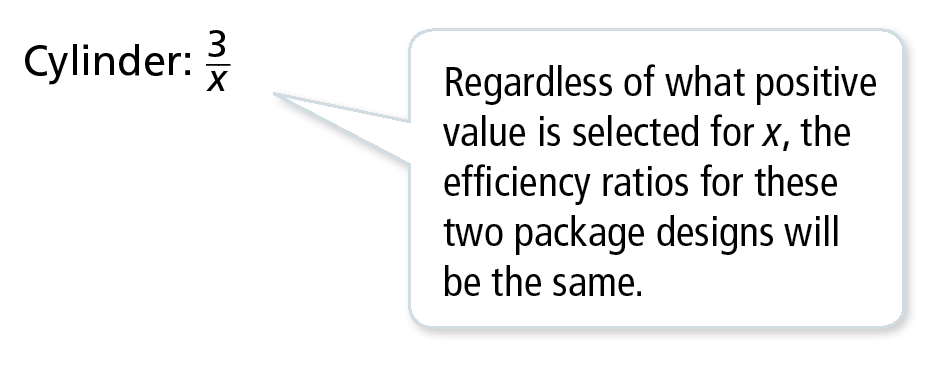 Cylinder: 3/x
Regardless of what positive
value is selected for x, the
efficiency ratios for these
two package designs will
be the same.